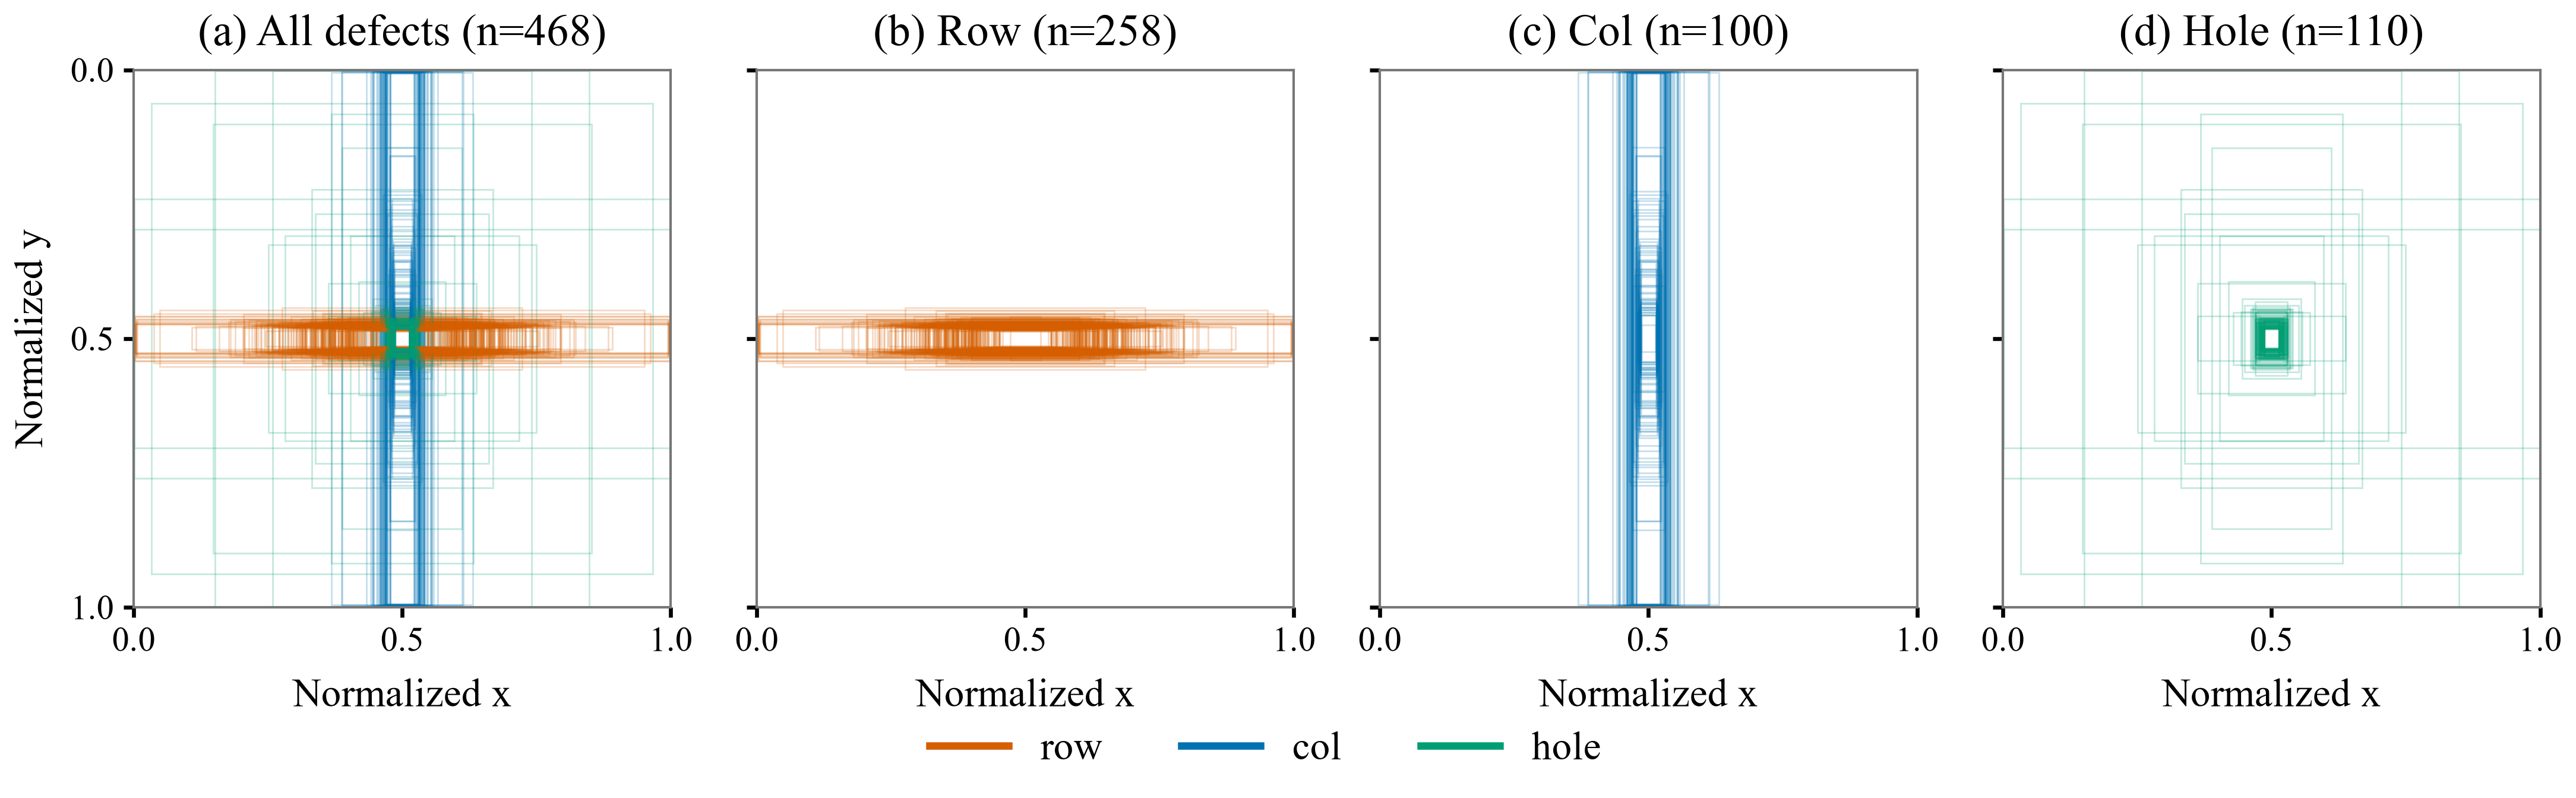 (a) All defects (n=468)
(b) Row (n=258)
(c) Col (n=100)
(d) Hole (n=110)
Normalized y
0.0
0.5
1.0
0.0 0.5 1.0
0.0 0.5 1.0
0.0 0.5 1.0
0.0 0.5 1.0
Normalized x
Normalized x
Normalized x
Normalized x
row
col
hole